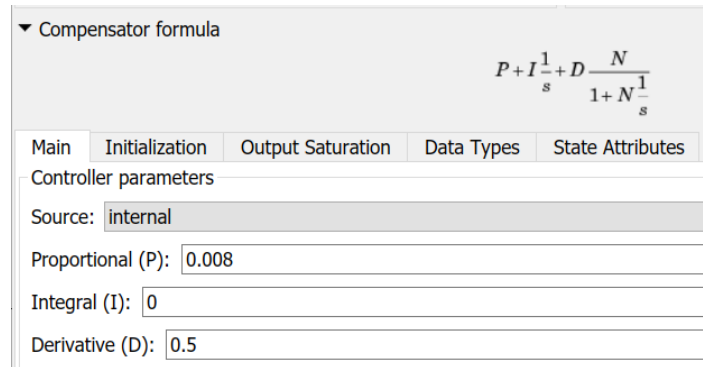 Compensator formula
P + I 1/s + D N/(1 + N 1/s)
Main Initialization Output Saturation Data Types State Attributes
Controller parameters
Source: internal
Proportional (P): 0.008
Integral (I): 0
Derivative (D): 0.5